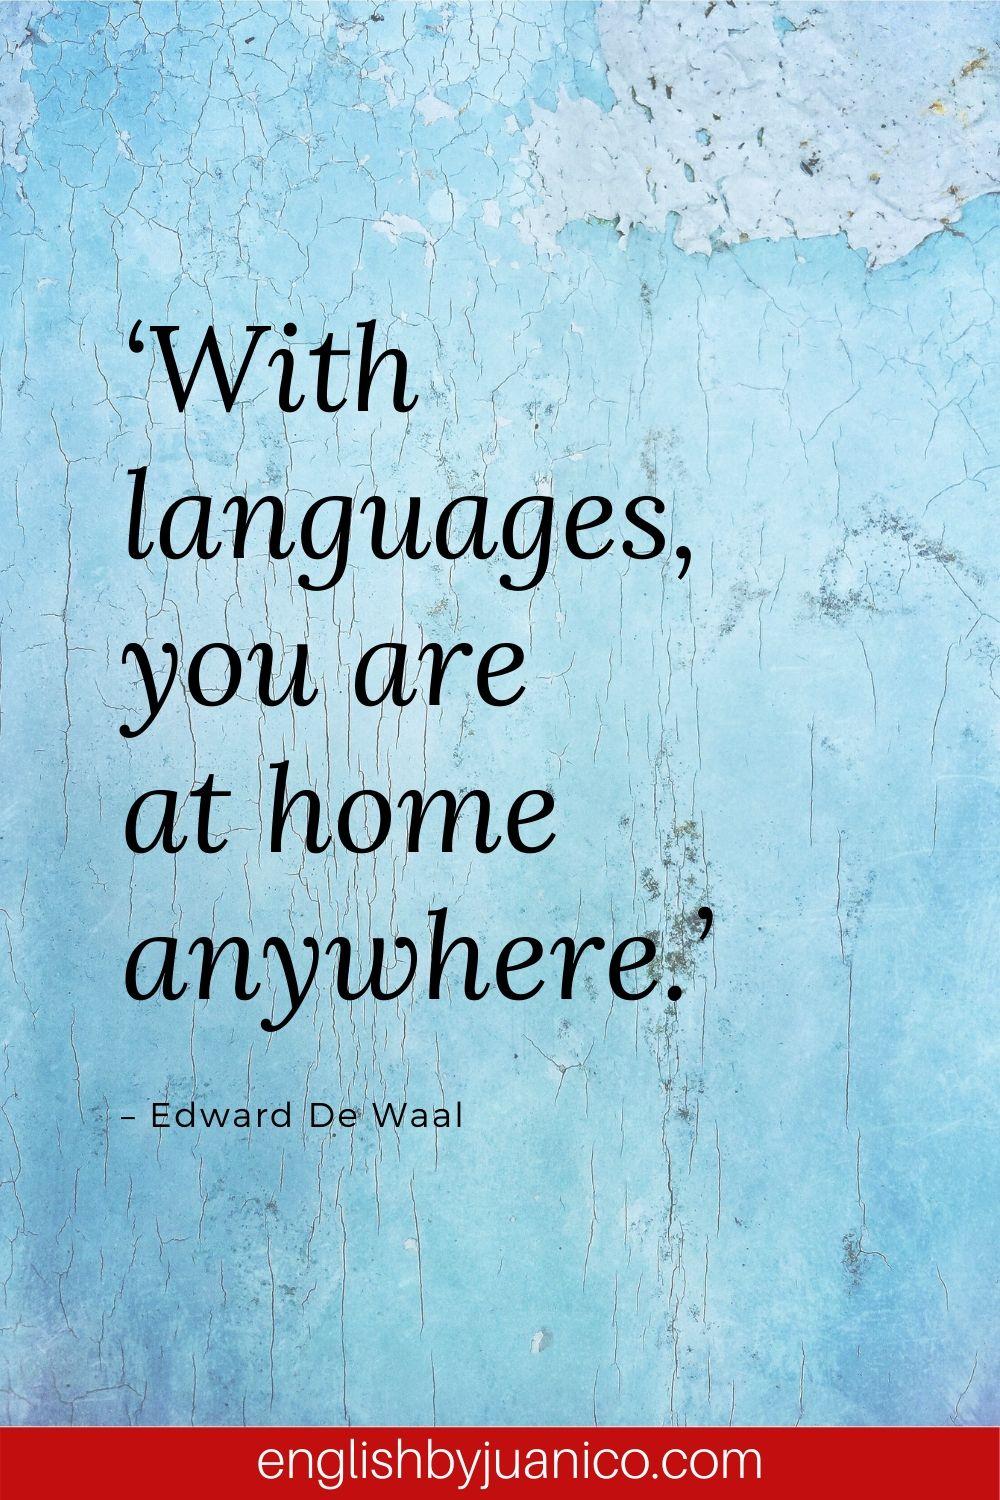 ‘With
languages,
you are
at home
anywhere.’
– Edward De Waal
englishbyjuanico.com